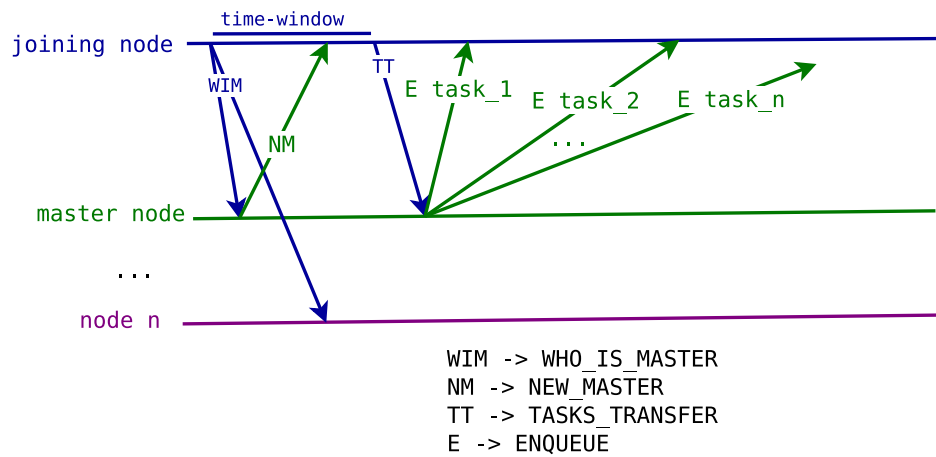 time-window
joining node
TT
WIM
E task_1
E task_2
E task_n
NM
...
master node
...
node n
WIM -> WHO_IS_MASTER
NM -> NEW_MASTER
TT -> TASKS_TRANSFER
E -> ENQUEUE